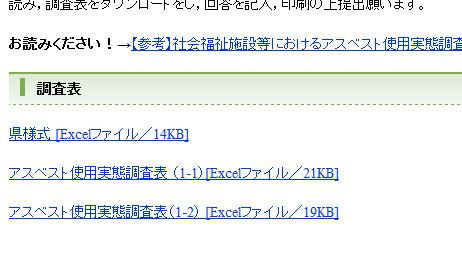 読み，調査表をダウンロードをし，回答を記入，印刷の上提出願います。
お読みください！→【参考】社会福祉施設等におけるアスベスト使用実態調査
調査表
県様式 [Excelファイル／14KB]
アスベスト使用実態調査表 （1-1）[Excelファイル／21KB]
アスベスト使用実態調査表（1-2） [Excelファイル／19KB]